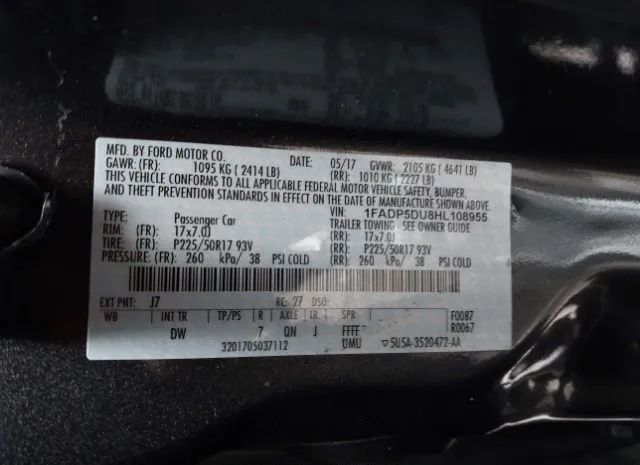 MFD. BY FORD MOTOR CO. DATE: 05/17 GVWR: 2105 KG ( 4641 LB)
GAWR: (FR): 1095 KG ( 2414 LB) (RR): 1010 KG ( 2227 LB)
THIS VEHICLE CONFORMS TO ALL APPLICABLE FEDERAL MOTOR VEHICLE SAFETY, BUMPER,
AND THEFT PREVENTION STANDARDS IN EFFECT ON THE DATE OF MANUFACTURE SHOWN ABOVE.
VIN: 1FADP5DU8HL108955
TYPE: Passenger Car TRAILER TOWING - SEE OWNER GUIDE
RIM: (FR): 17x7.0J (RR): 17x7.0J
TIRE: (FR): P225/50R17 93V (RR): P225/50R17 93V
PRESSURE: (FR): 260 kPa/ 38 PSI COLD (RR): 260 kPa/ 38 PSI COLD
EXT PNT: J7 RC: 27 DSO: F0087
WB INT TR TP/PS R AXLE TR SPR R0067
DW 7 QN J FFFF
3201705037112 UMU ▽5U5A-3520472-AA